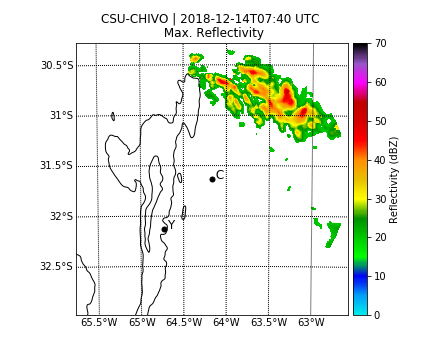 CSU-CHIVO | 2018-12-14T07:40 UTC
Max. Reflectivity
30.5°S
31°S
31.5°S
32°S
32.5°S
65.5°W 65°W 64.5°W 64°W 63.5°W 63°W
C
Y
70
60
50
40
30
20
10
0
Reflectivity (dBZ)